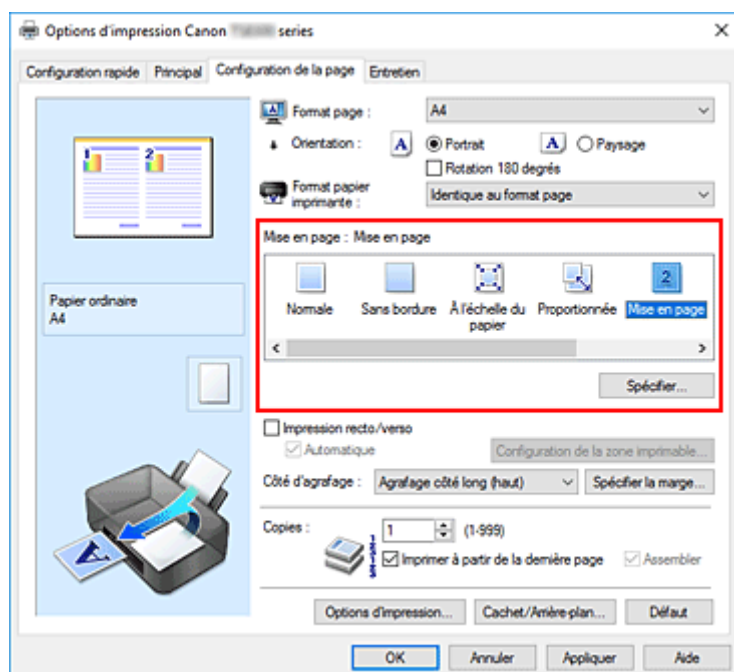 Options d'impression Canon series
Configuration rapide Principal Configuration de la page Entretien
Format page : A4
Orientation : A Portrait A Paysage
Rotation 180 degrés
Format papier imprimante : Identique au format page
1 2
Mise en page : Mise en page
2
Normale Sans bordure À l'échelle du papier Proportionnée Mise en page
Spécifier...
Papier ordinaire
A4
Impression recto/verso
Automatique Configuration de la zone imprimable...
Côté d'agrafage : Agrafage côté long (haut) Spécifier la marge...
A
Copies : 1 (1-999)
Imprimer à partir de la dernière page Assembler
Options d'impression... Cachet/Arrière-plan... Défaut
OK Annuler Appliquer Aide